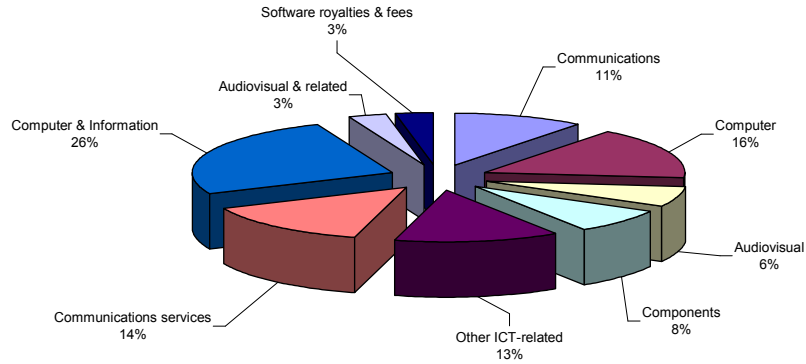 Software royalties & fees
3%
Communications
11%
Audiovisual & related
3%
Computer & Information
26%
Computer
16%
Audiovisual
6%
Components
8%
Other ICT-related
13%
Communications services
14%